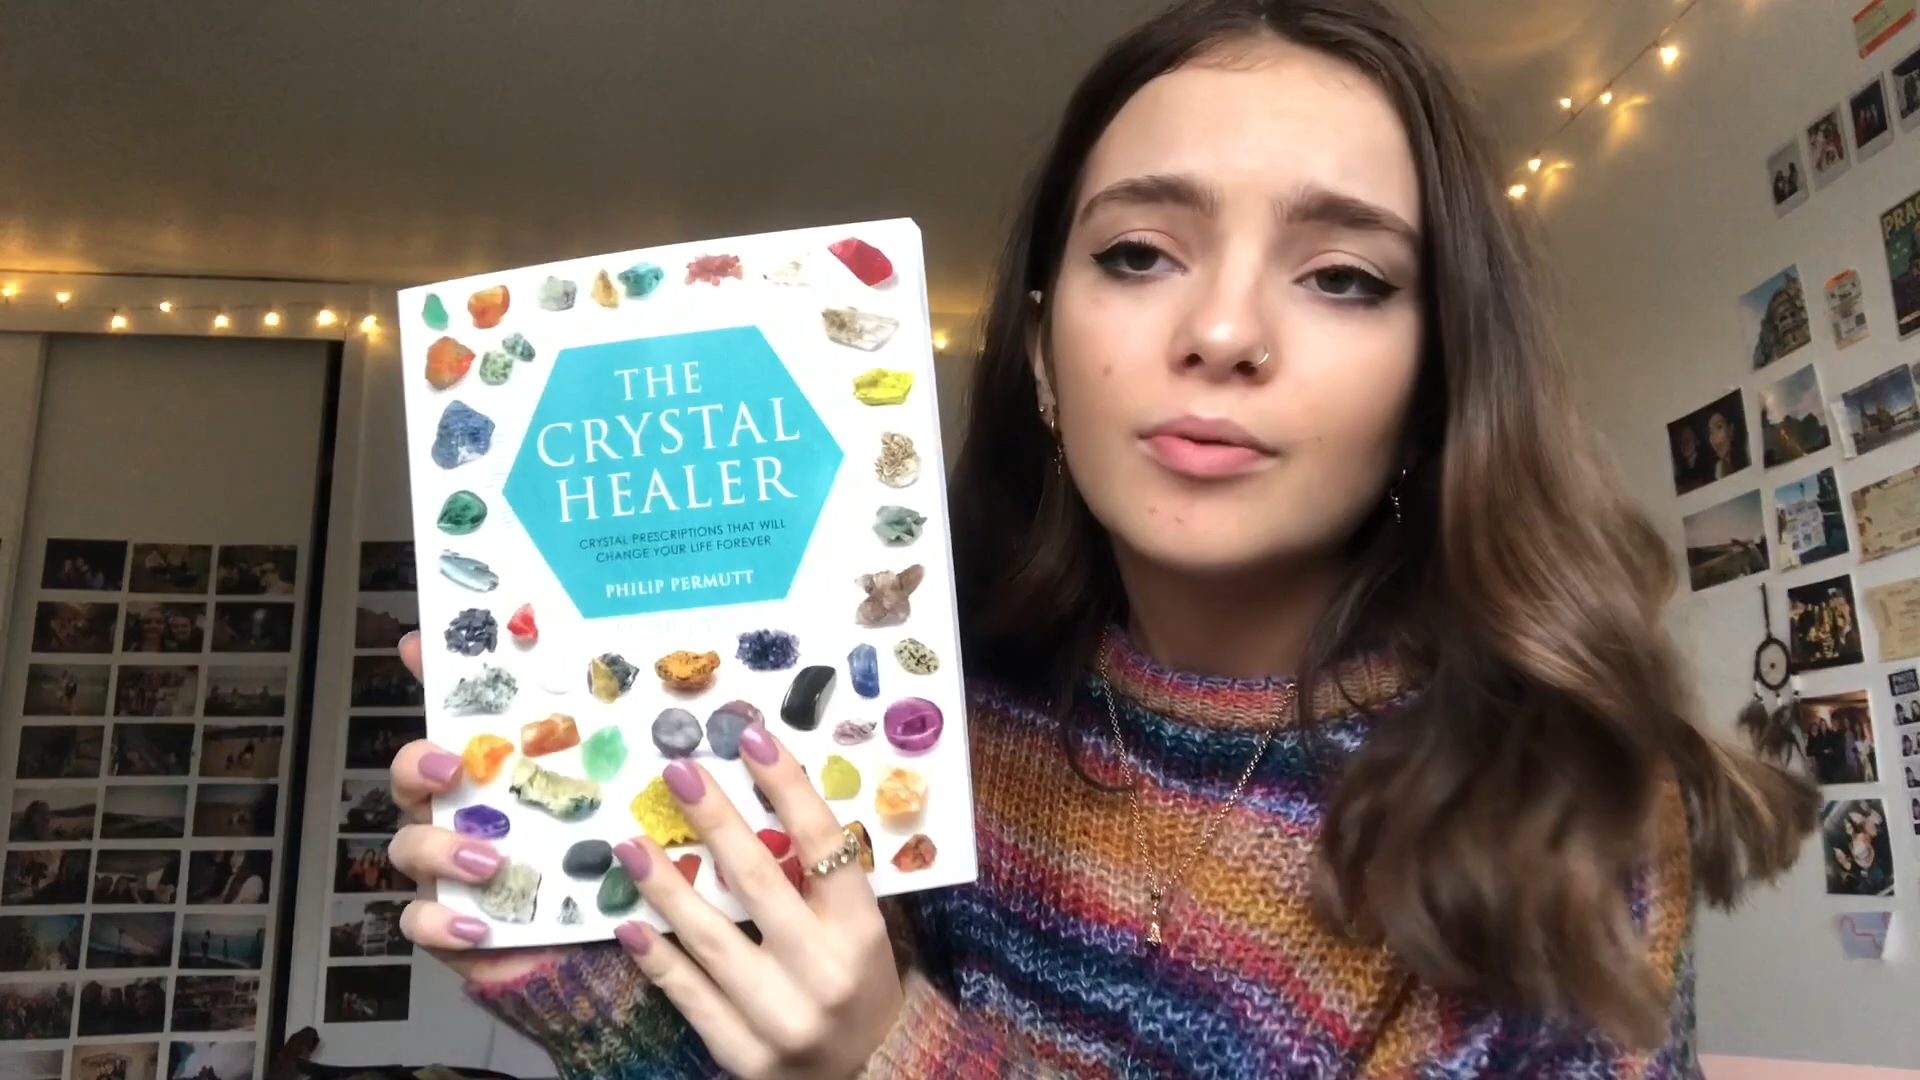 THE
CRYSTAL
HEALER
CRYSTAL PRESCRIPTIONS THAT WILL
CHANGE YOUR LIFE FOREVER
PHILIP PERMUTT